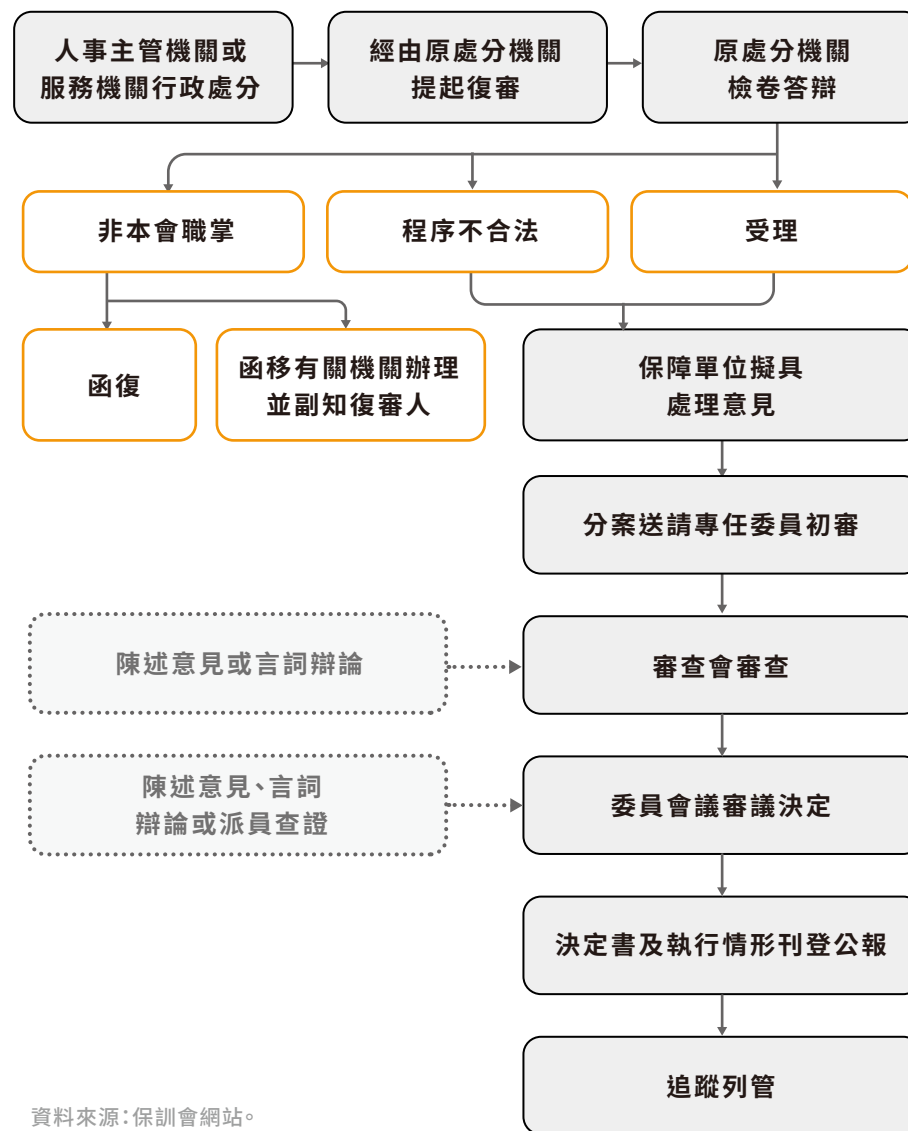 人事主管機關或
服務機關行政處分
經由原處分機關
提起復審
原處分機關
檢卷答辯
非本會職掌
程序不合法
受理
函復
函移有關機關辦理
並副知復審人
保障單位擬具
處理意見
分案送請專任委員初審
陳述意見或言詞辯論
審查會審查
陳述意見、言詞
辯論或派員查證
委員會議審議決定
決定書及執行情形刊登公報
追蹤列管
資料來源：保訓會網站。